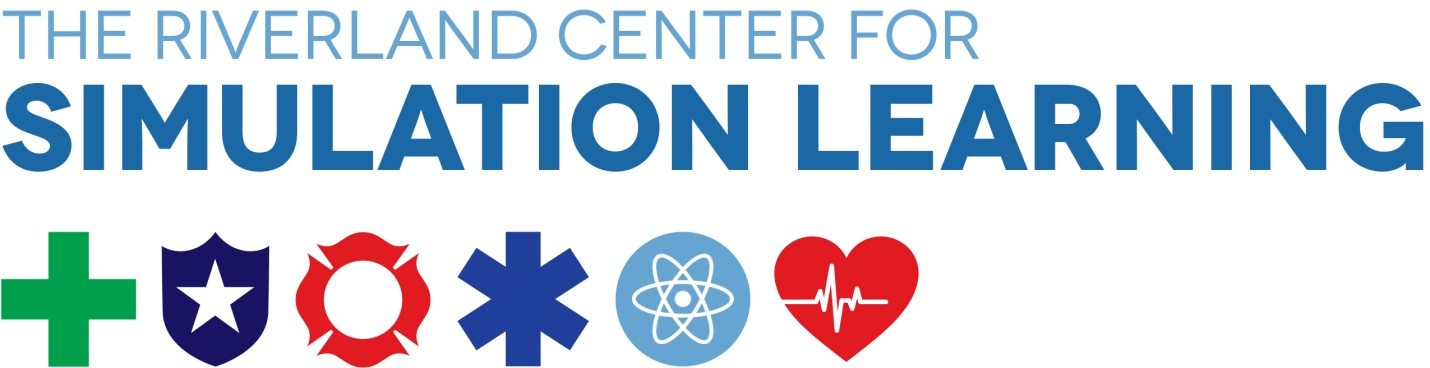 THE RIVERLAND CENTER FOR
SIMULATION LEARNING